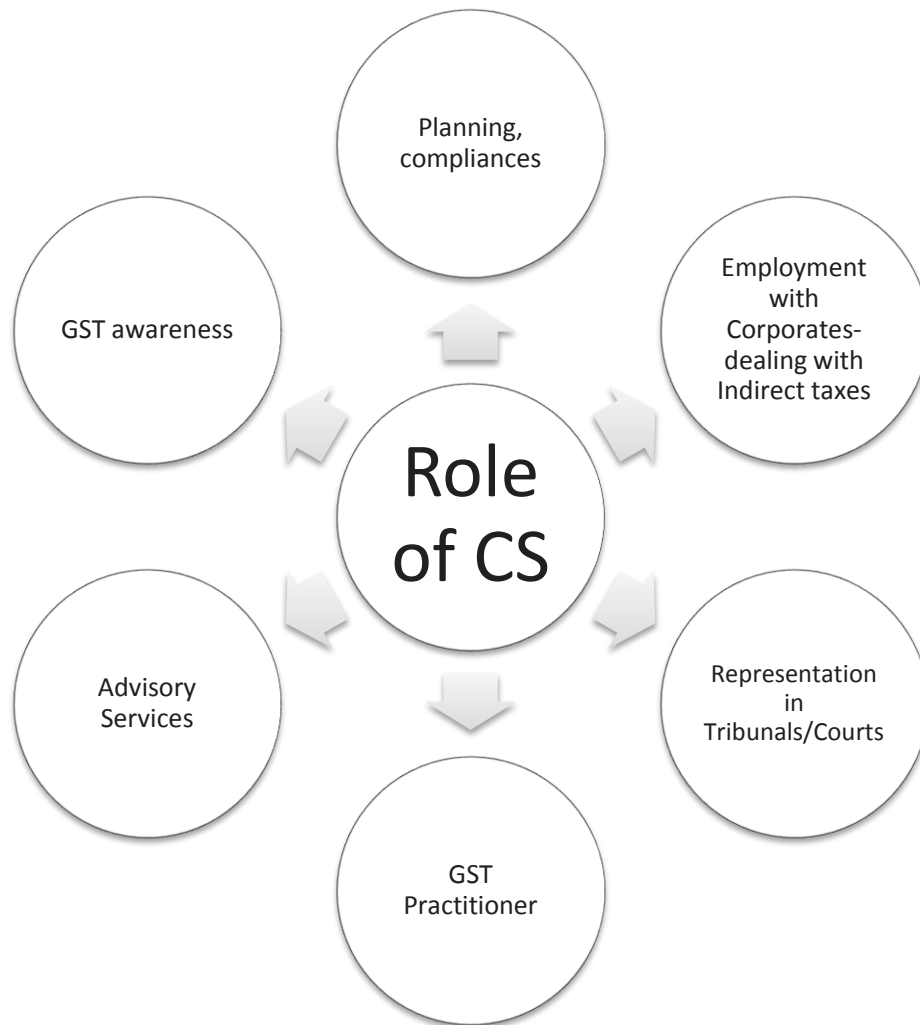 Planning,
compliances
Employment
with
Corporates-
dealing with
Indirect taxes
Representation
in
Tribunals/Courts
GST
Practitioner
Advisory
Services
GST awareness
Role
of CS